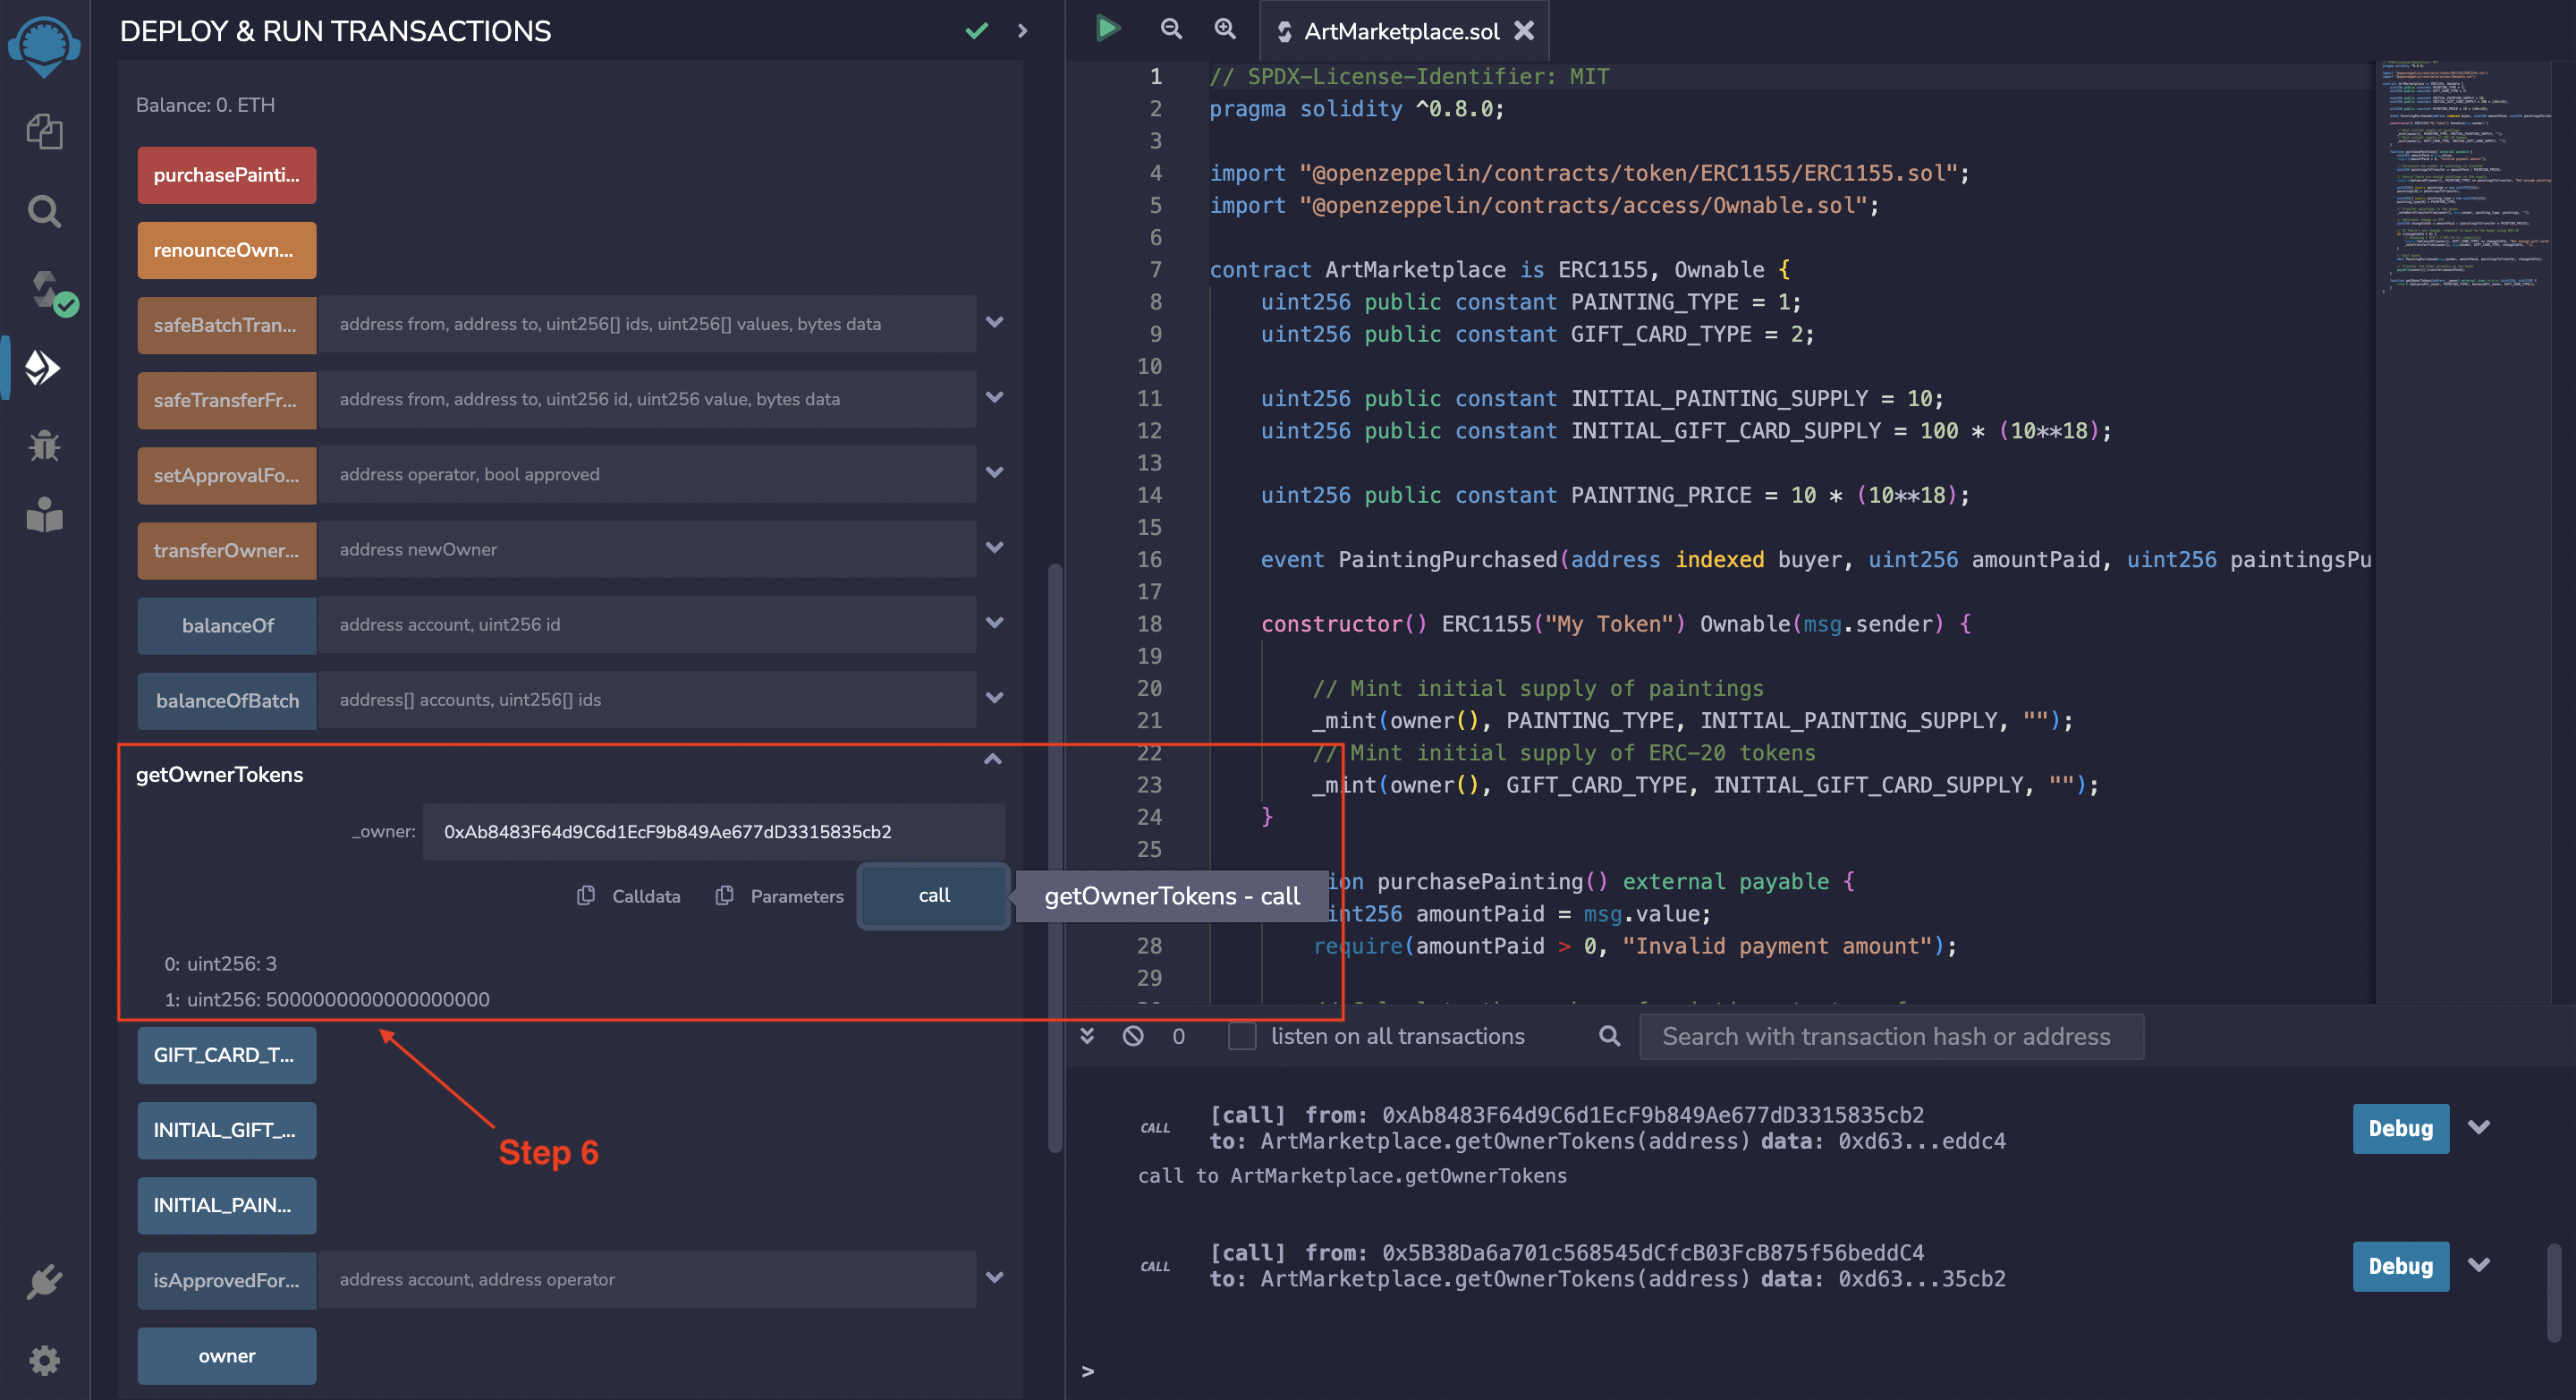 DEPLOY & RUN TRANSACTIONS
Balance: 0. ETH
purchasePainti...
renounceOwn...
safeBatchTran... address from, address to, uint256[] ids, uint256[] values, bytes data
safeTransferFr... address from, address to, uint256 id, uint256 value, bytes data
setApprovalFo... address operator, bool approved
transferOwner... address newOwner
balanceOf address account, uint256 id
balanceOfBatch address[] accounts, uint256[] ids
getOwnerTokens
_owner: 0xAb8483F64d9C6d1EcF9b849Ae677dD3315835cb2
Calldata Parameters call
getOwnerTokens - call
0: uint256: 3
1: uint256: 5000000000000000000
GIFT_CARD_T...
Step 6
INITIAL_GIFT_...
INITIAL_PAIN...
isApprovedFor... address account, address operator
owner
ArtMarketplace.sol
1 // SPDX-License-Identifier: MIT
2 pragma solidity ^0.8.0;
3
4 import "@openzeppelin/contracts/token/ERC1155/ERC1155.sol";
5 import "@openzeppelin/contracts/access/Ownable.sol";
6
7 contract ArtMarketplace is ERC1155, Ownable {
8 uint256 public constant PAINTING_TYPE = 1;
9 uint256 public constant GIFT_CARD_TYPE = 2;
10
11 uint256 public constant INITIAL_PAINTING_SUPPLY = 10;
12 uint256 public constant INITIAL_GIFT_CARD_SUPPLY = 100 * (10**18);
13
14 uint256 public constant PAINTING_PRICE = 10 * (10**18);
15
16 event PaintingPurchased(address indexed buyer, uint256 amountPaid, uint256 paintingsPu
17
18 constructor() ERC1155("My Token") Ownable(msg.sender) {
19
20 // Mint initial supply of paintings
21 _mint(owner(), PAINTING_TYPE, INITIAL_PAINTING_SUPPLY, "");
22 // Mint initial supply of ERC-20 tokens
23 _mint(owner(), GIFT_CARD_TYPE, INITIAL_GIFT_CARD_SUPPLY, "");
24 }
25
ion purchasePainting() external payable {
int256 amountPaid = msg.value;
28 require(amountPaid > 0, "Invalid payment amount");
29
0 listen on all transactions Search with transaction hash or address
CALL [call] from: 0xAb8483F64d9C6d1EcF9b849Ae677dD3315835cb2
to: ArtMarketplace.getOwnerTokens(address) data: 0xd63...eddc4
Debug
call to ArtMarketplace.getOwnerTokens
CALL [call] from: 0x5B38Da6a701c568545dCfcB03FcB875f56beddC4
to: ArtMarketplace.getOwnerTokens(address) data: 0xd63...35cb2
Debug
>